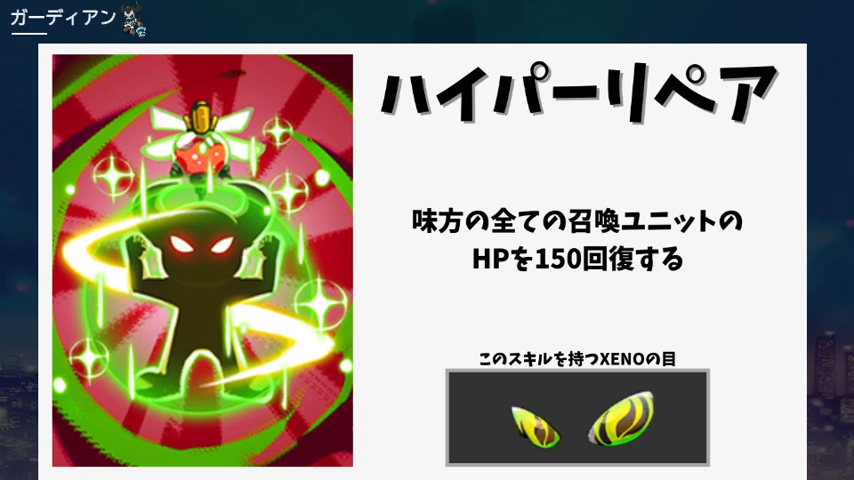 ガーディアン
ハイパーリペア
味方の全ての召喚ユニットの
HPを150回復する
このスキルを持つXENOの目